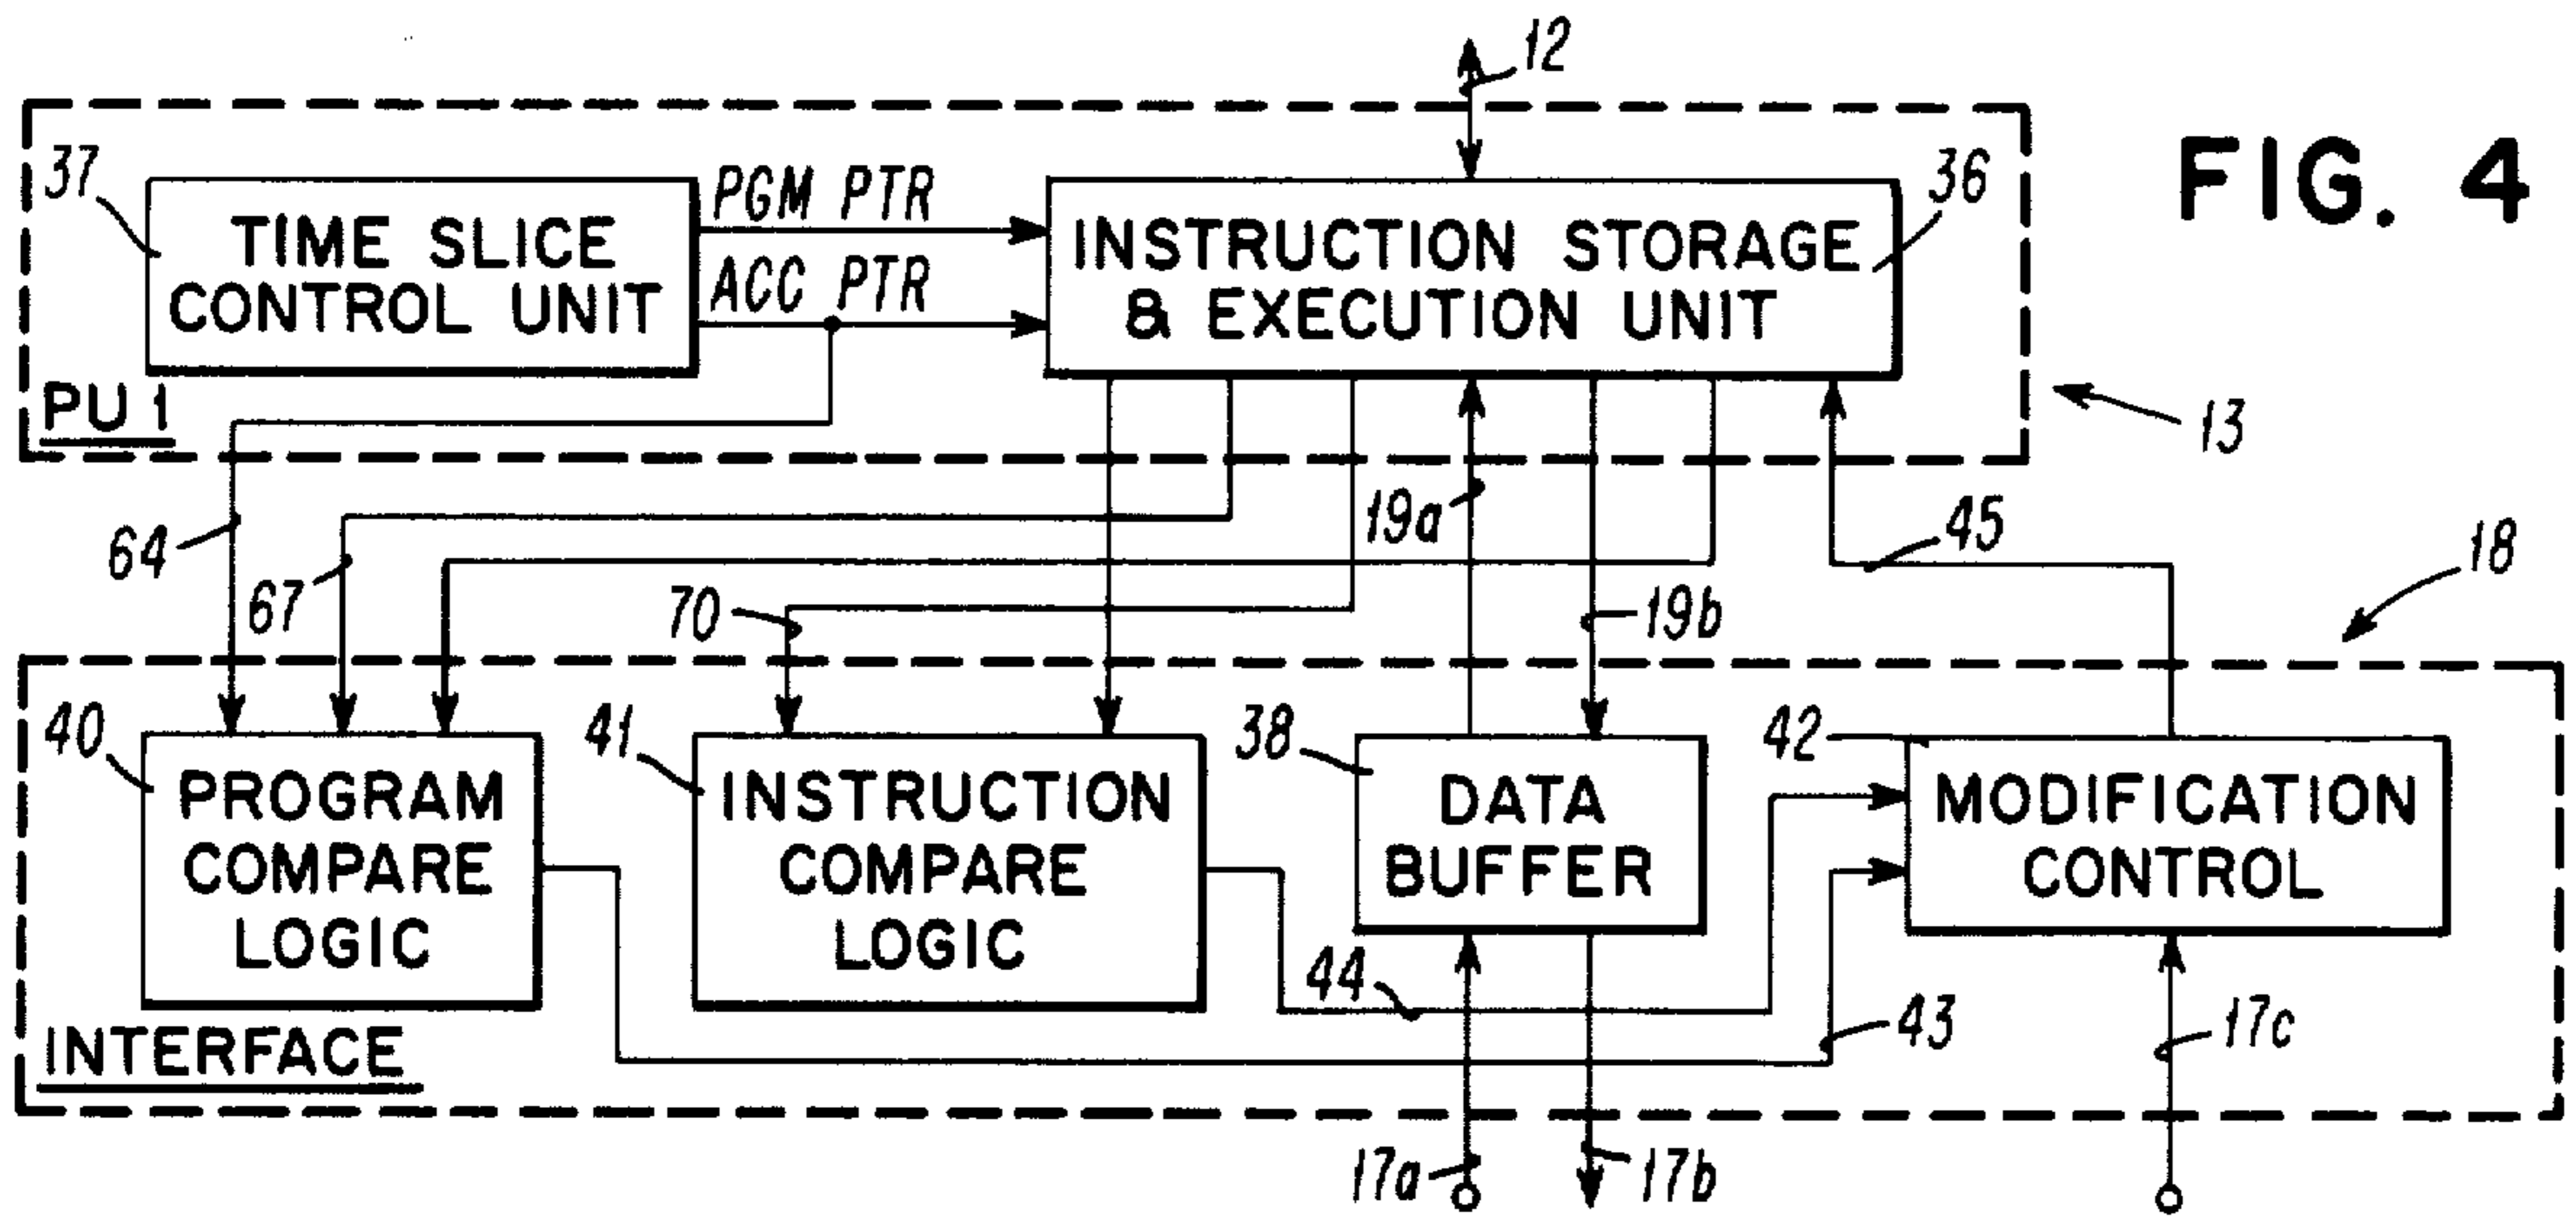 12
FIG. 4
37
TIME SLICE
CONTROL UNIT
PGM PTR
ACC PTR
INSTRUCTION STORAGE
& EXECUTION UNIT
36
PU 1
13
64
67
70
19a
19b
45
18
40
PROGRAM
COMPARE
LOGIC
41
INSTRUCTION
COMPARE
LOGIC
38
DATA
BUFFER
42
MODIFICATION
CONTROL
44
43
17c
INTERFACE
17a
17b